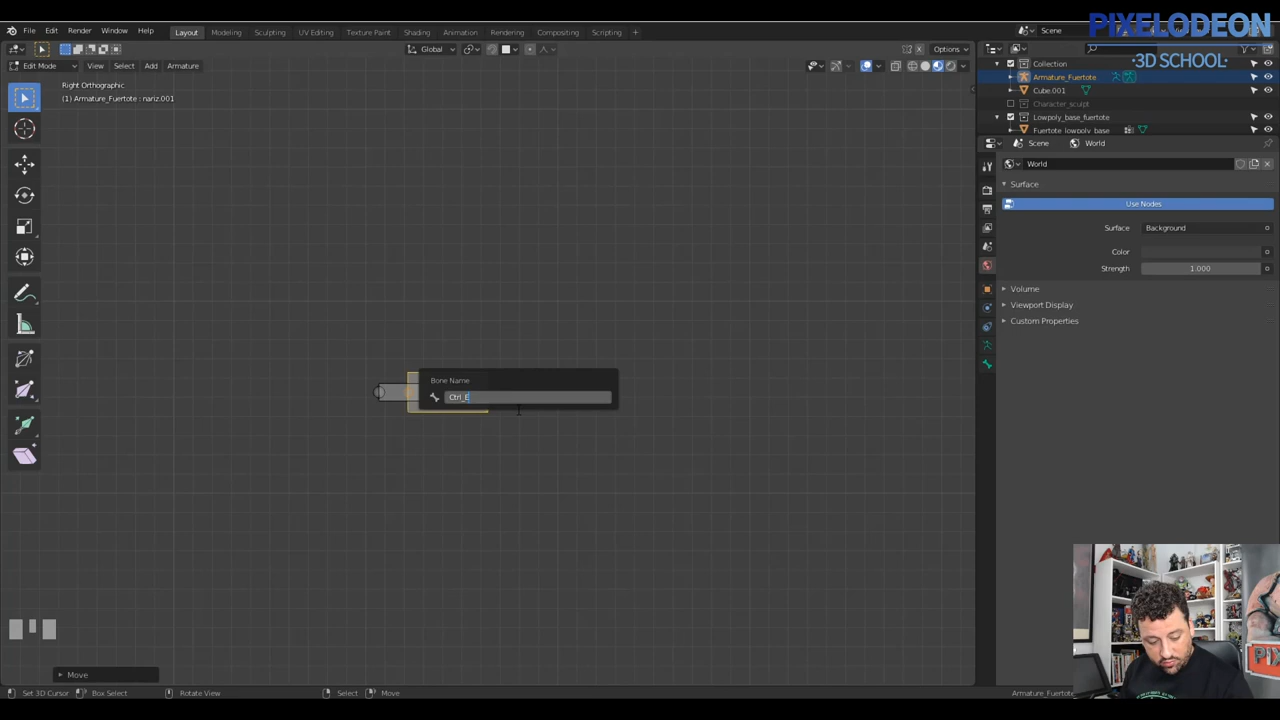 File Edit Render Window Help Layout Modeling Sculpting UV Editing Texture Paint Shading Animation Rendering Compositing Scripting + Scene
PIXELODEON
·3D SCHOOL·
Global Options
Edit Mode View Select Add Armature
Right Orthographic
(1) Armature_Fuertote : nariz.001
Collection
Armature_Fuertote
Cube.001
Character_sculpt
Lowpoly_base_fuertote
Fuertote_lowpoly_base
Scene World
World
Surface
Use Nodes
Surface Background
Color
Strength 1.000
Volume
Viewport Display
Custom Properties
Bone Name
Ctrl_E
Move
Set 3D Cursor Box Select Rotate View Select Move